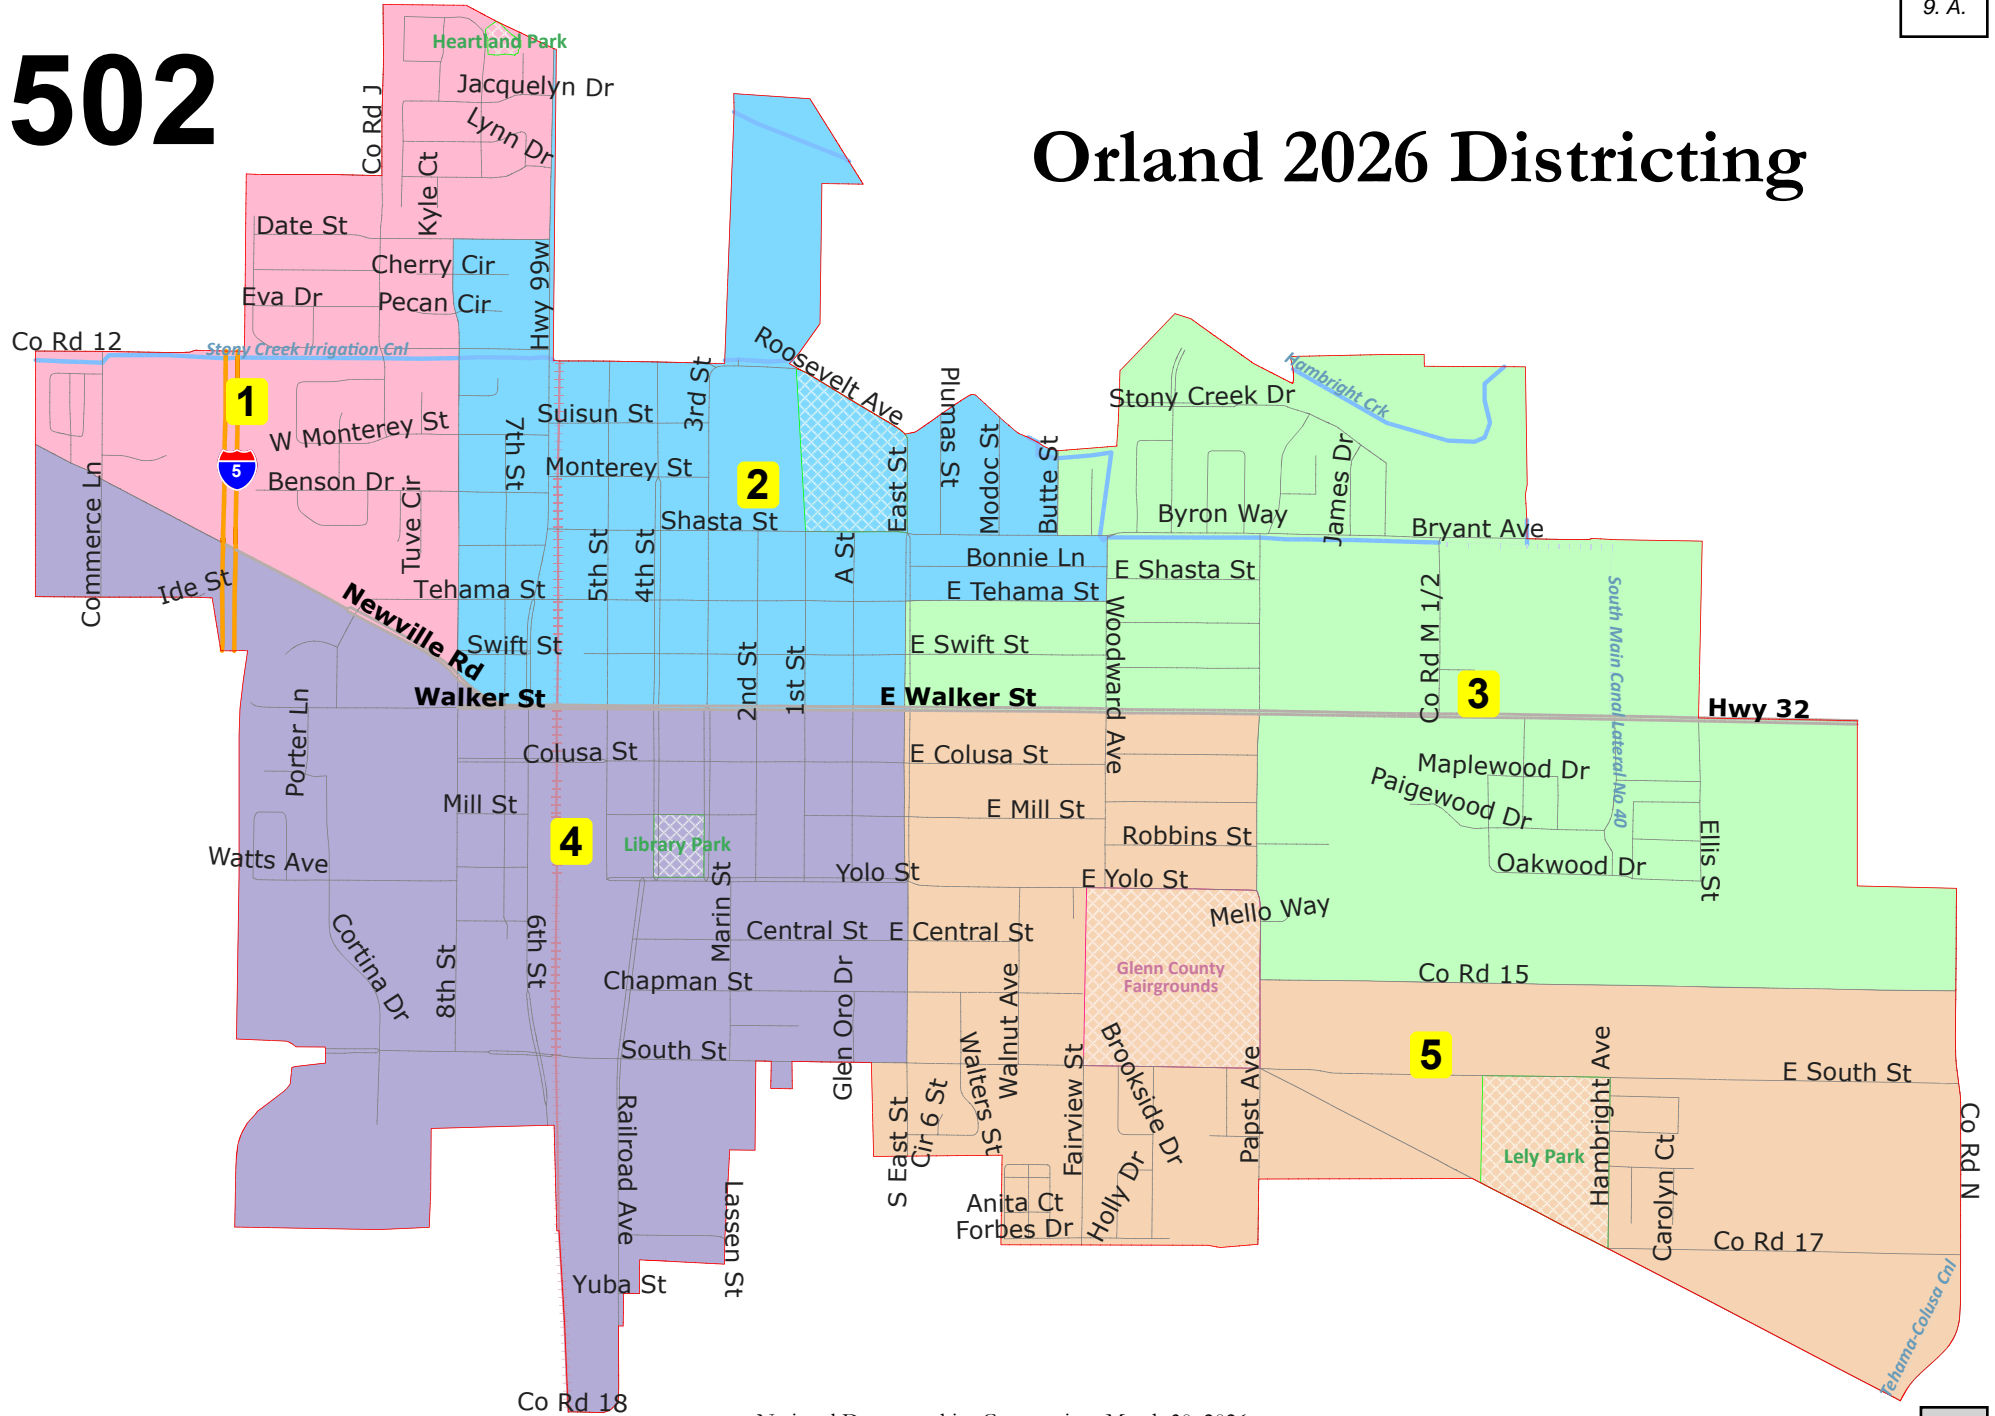 9. A.
502
Orland 2026 Districting
Heartland Park
Jacquelyn Dr
Lynn Dr
Co Rd J
Kyle Ct
Date St
Cherry Cir
Hwy 99w
Eva Dr
Pecan Cir
Co Rd 12
Stony Creek Irrigation Cnl
Roosevelt Ave
Hambright Crk
1
5
W Monterey St
Benson Dr
Tuve Cir
Commerce Ln
Ide St
Newville Rd
7th St
Suisun St
3rd St
Monterey St
2
Shasta St
5th St
4th St
A St
East St
Plumas St
Modoc St
Butte St
Stony Creek Dr
James Dr
Byron Way
Bryant Ave
Bonnie Ln
E Shasta St
Tehama St
E Tehama St
Swift St
E Swift St
2nd St
1st St
Woodward Ave
Co Rd M 1/2
South Main Canal Lateral No 40
3
Walker St
E Walker St
Hwy 32
Porter Ln
Colusa St
E Colusa St
Maplewood Dr
Paigewood Dr
Mill St
E Mill St
4
Library Park
Robbins St
Oakwood Dr
Ellis St
Watts Ave
Yolo St
E Yolo St
Marin St
Mello Way
Cortina Dr
8th St
6th St
Central St
E Central St
Chapman St
Glenn County
Fairgrounds
Co Rd 15
Glen Oro Dr
Walnut Ave
Walters St
South St
Brookside Dr
5
Hambright Ave
E South St
Fairview St
Papst Ave
Cir 6 St
S East St
Railroad Ave
Lassen St
Holly Dr
Lely Park
Carolyn Ct
Co Rd N
Anita Ct
Forbes Dr
Co Rd 17
Yuba St
Tehama-Colusa Cnl
Co Rd 18